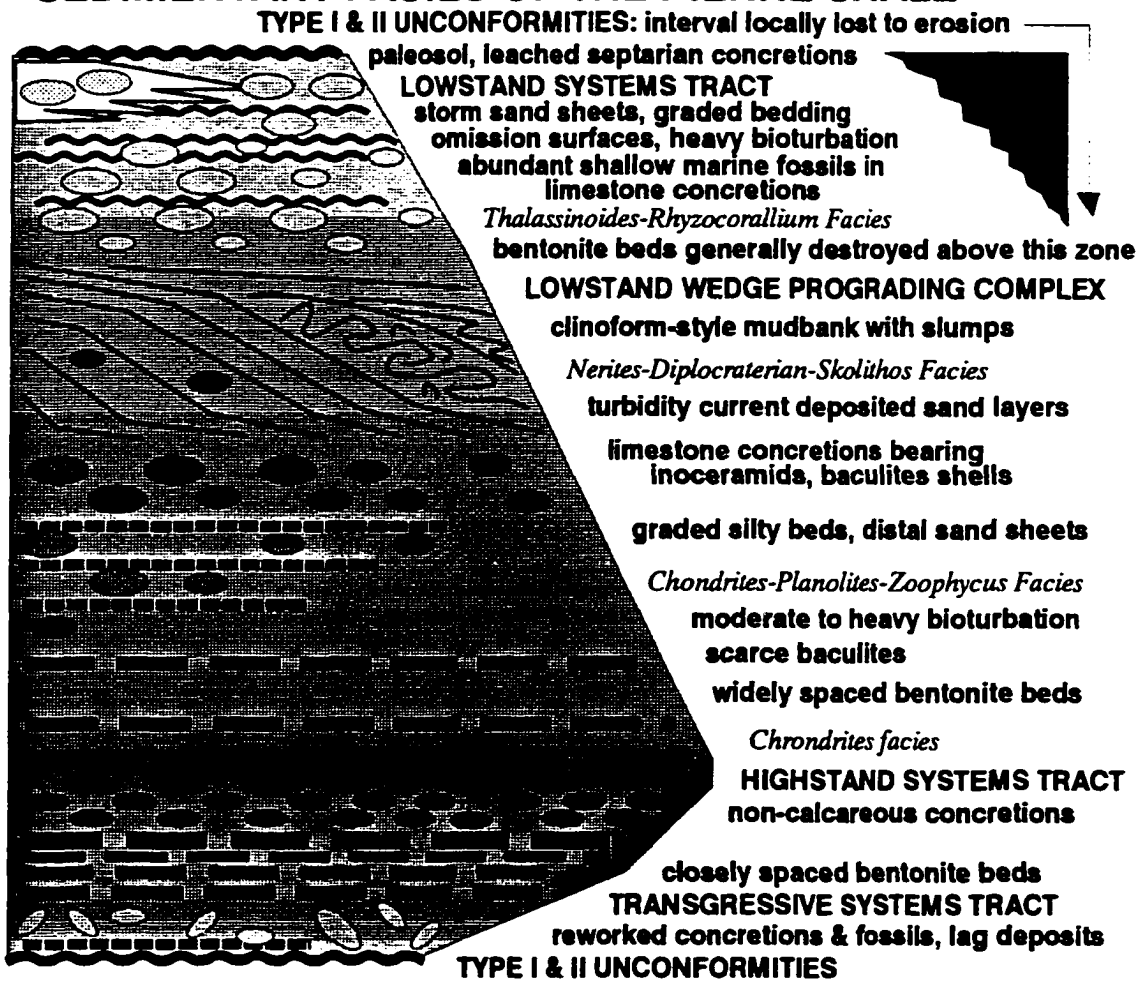 TYPE I & II UNCONFORMITIES: interval locally lost to erosion
paleosol, leached septarian concretions
LOWSTAND SYSTEMS TRACT
storm sand sheets, graded bedding
omission surfaces, heavy bioturbation
abundant shallow marine fossils in
limestone concretions
Thalassinoides-Rhyzocorallium Facies
bentonite beds generally destroyed above this zone
LOWSTAND WEDGE PROGRADING COMPLEX
clinoform-style mudbank with slumps
Nerites-Diplocraterian-Skolithos Facies
turbidity current deposited sand layers
limestone concretions bearing
inoceramids, baculites shells
graded silty beds, distal sand sheets
Chondrites-Planolites-Zoophycus Facies
moderate to heavy bioturbation
scarce baculites
widely spaced bentonite beds
Chrondrites facies
HIGHSTAND SYSTEMS TRACT
non-calcareous concretions
closely spaced bentonite beds
TRANSGRESSIVE SYSTEMS TRACT
reworked concretions & fossils, lag deposits
TYPE I & II UNCONFORMITIES